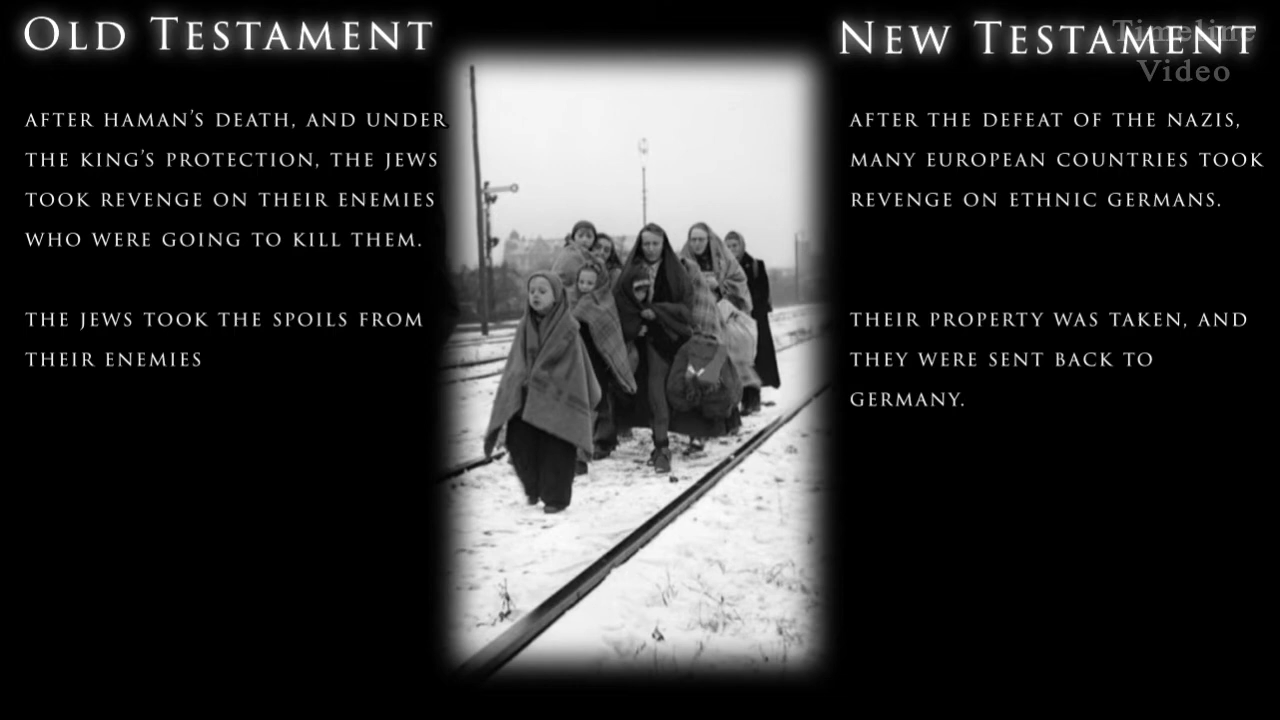 OLD TESTAMENT
AFTER HAMAN'S DEATH, AND UNDER
THE KING'S PROTECTION, THE JEWS
TOOK REVENGE ON THEIR ENEMIES
WHO WERE GOING TO KILL THEM.
THE JEWS TOOK THE SPOILS FROM
THEIR ENEMIES
NEW TESTAMENT
Timeline
Video
AFTER THE DEFEAT OF THE NAZIS,
MANY EUROPEAN COUNTRIES TOOK
REVENGE ON ETHNIC GERMANS.
THEIR PROPERTY WAS TAKEN, AND
THEY WERE SENT BACK TO
GERMANY.